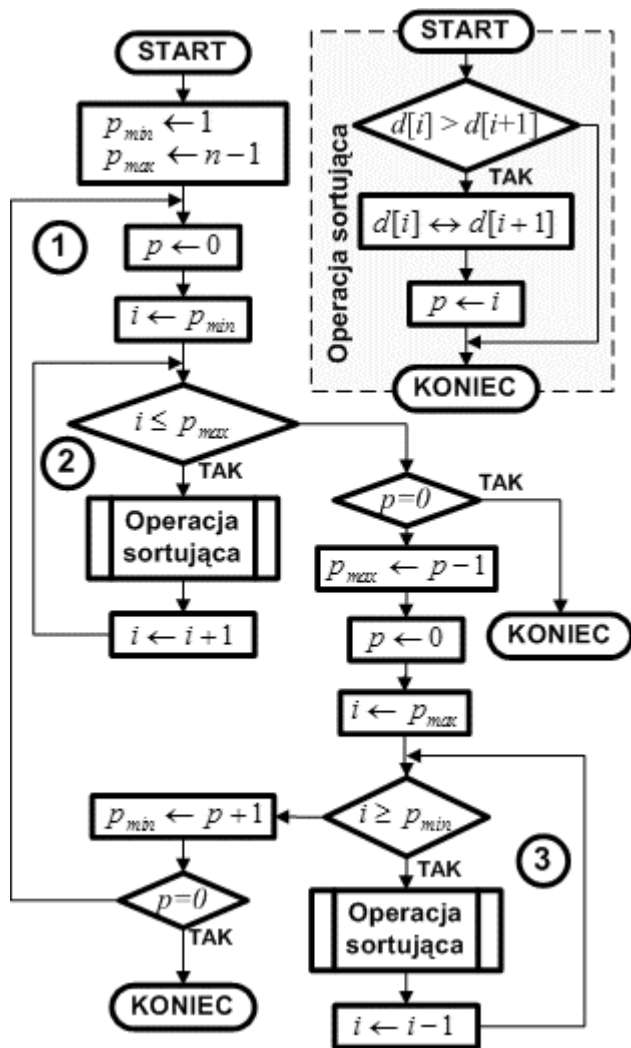 START
p_min ← 1
p_max ← n-1
1
p ← 0
i ← p_min
i ≤ p_max
2
TAK
Operacja
sortująca
i ← i+1
START
d[i] > d[i+1]
TAK
d[i] ↔ d[i+1]
p ← i
KONIEC
Operacja sortująca
p=0
TAK
p_max ← p-1
KONIEC
p ← 0
i ← p_max
i ≥ p_min
3
TAK
Operacja
sortująca
i ← i-1
p_min ← p+1
p=0
TAK
KONIEC